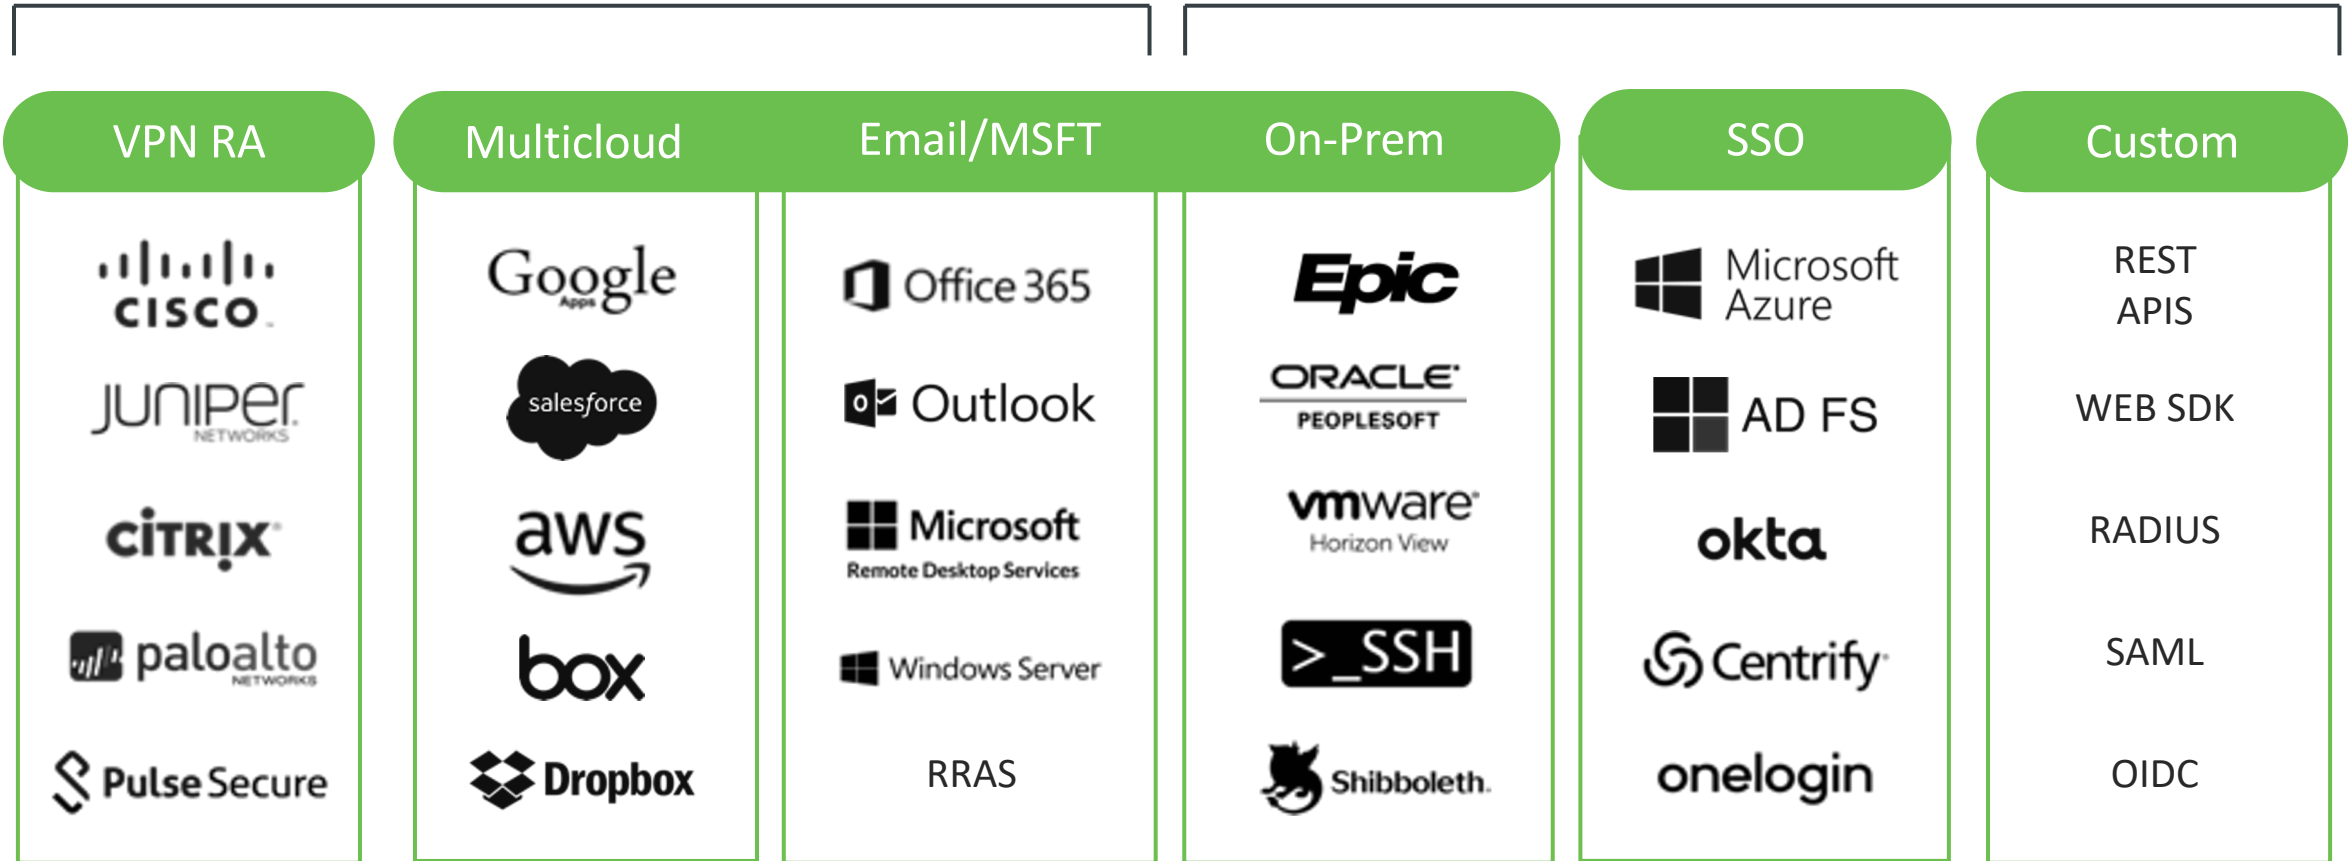 VPN RA
CISCO
JUNIPER
NETWORKS
CITRIX
paloalto
NETWORKS
Pulse Secure
Multicloud
Google
Apps
salesforce
aws
box
Dropbox
Email/MSFT
Office 365
Outlook
Microsoft
Remote Desktop Services
Windows Server
RRAS
On-Prem
Epic
ORACLE
PEOPLESOFT
vmware
Horizon View
>_SSH
Shibboleth.
SSO
Microsoft
Azure
AD FS
okta
Centrify
onelogin
Custom
REST
APIS
WEB SDK
RADIUS
SAML
OIDC